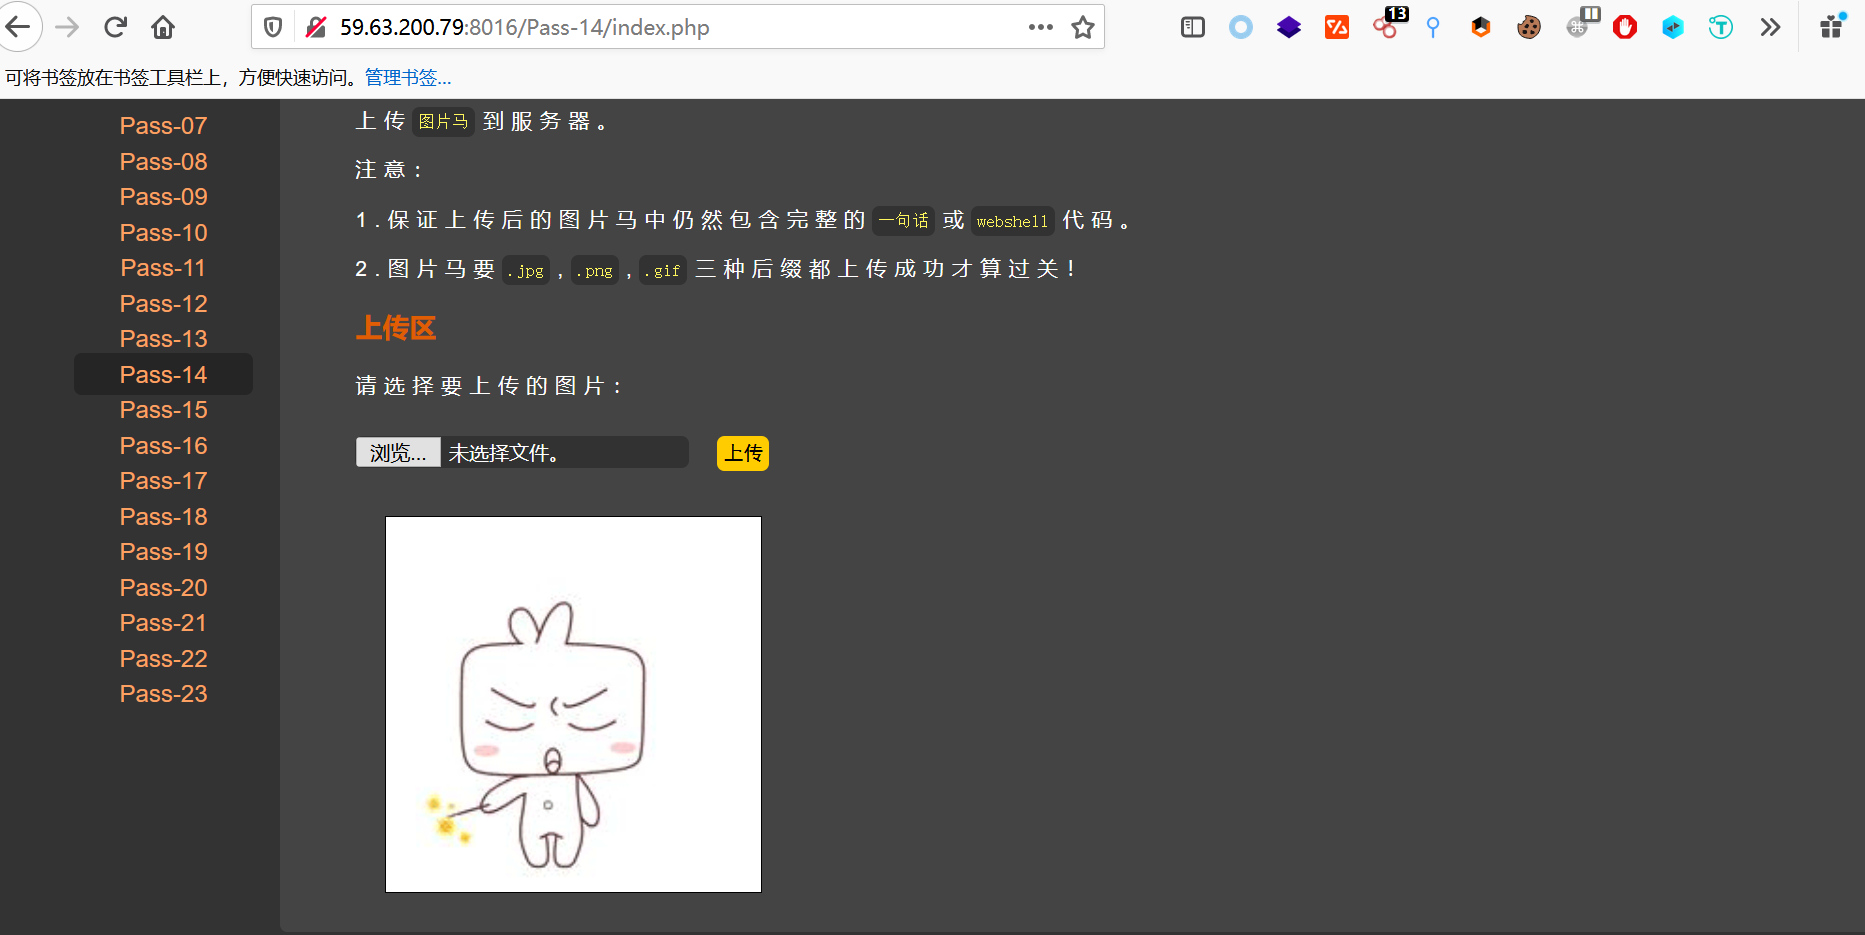 59.63.200.79:8016/Pass-14/index.php
13
可将书签放在书签工具栏上，方便快速访问。管理书签...
Pass-07
Pass-08
Pass-09
Pass-10
Pass-11
Pass-12
Pass-13
Pass-14
Pass-15
Pass-16
Pass-17
Pass-18
Pass-19
Pass-20
Pass-21
Pass-22
Pass-23
上传 图片马 到服务器。
注意：
1.保证上传后的图片马中仍然包含完整的 一句话 或 webshell 代码。
2.图片马要 .jpg , .png , .gif 三种后缀都上传成功才算过关！
上传区
请选择要上传的图片：
浏览... 未选择文件。 上传